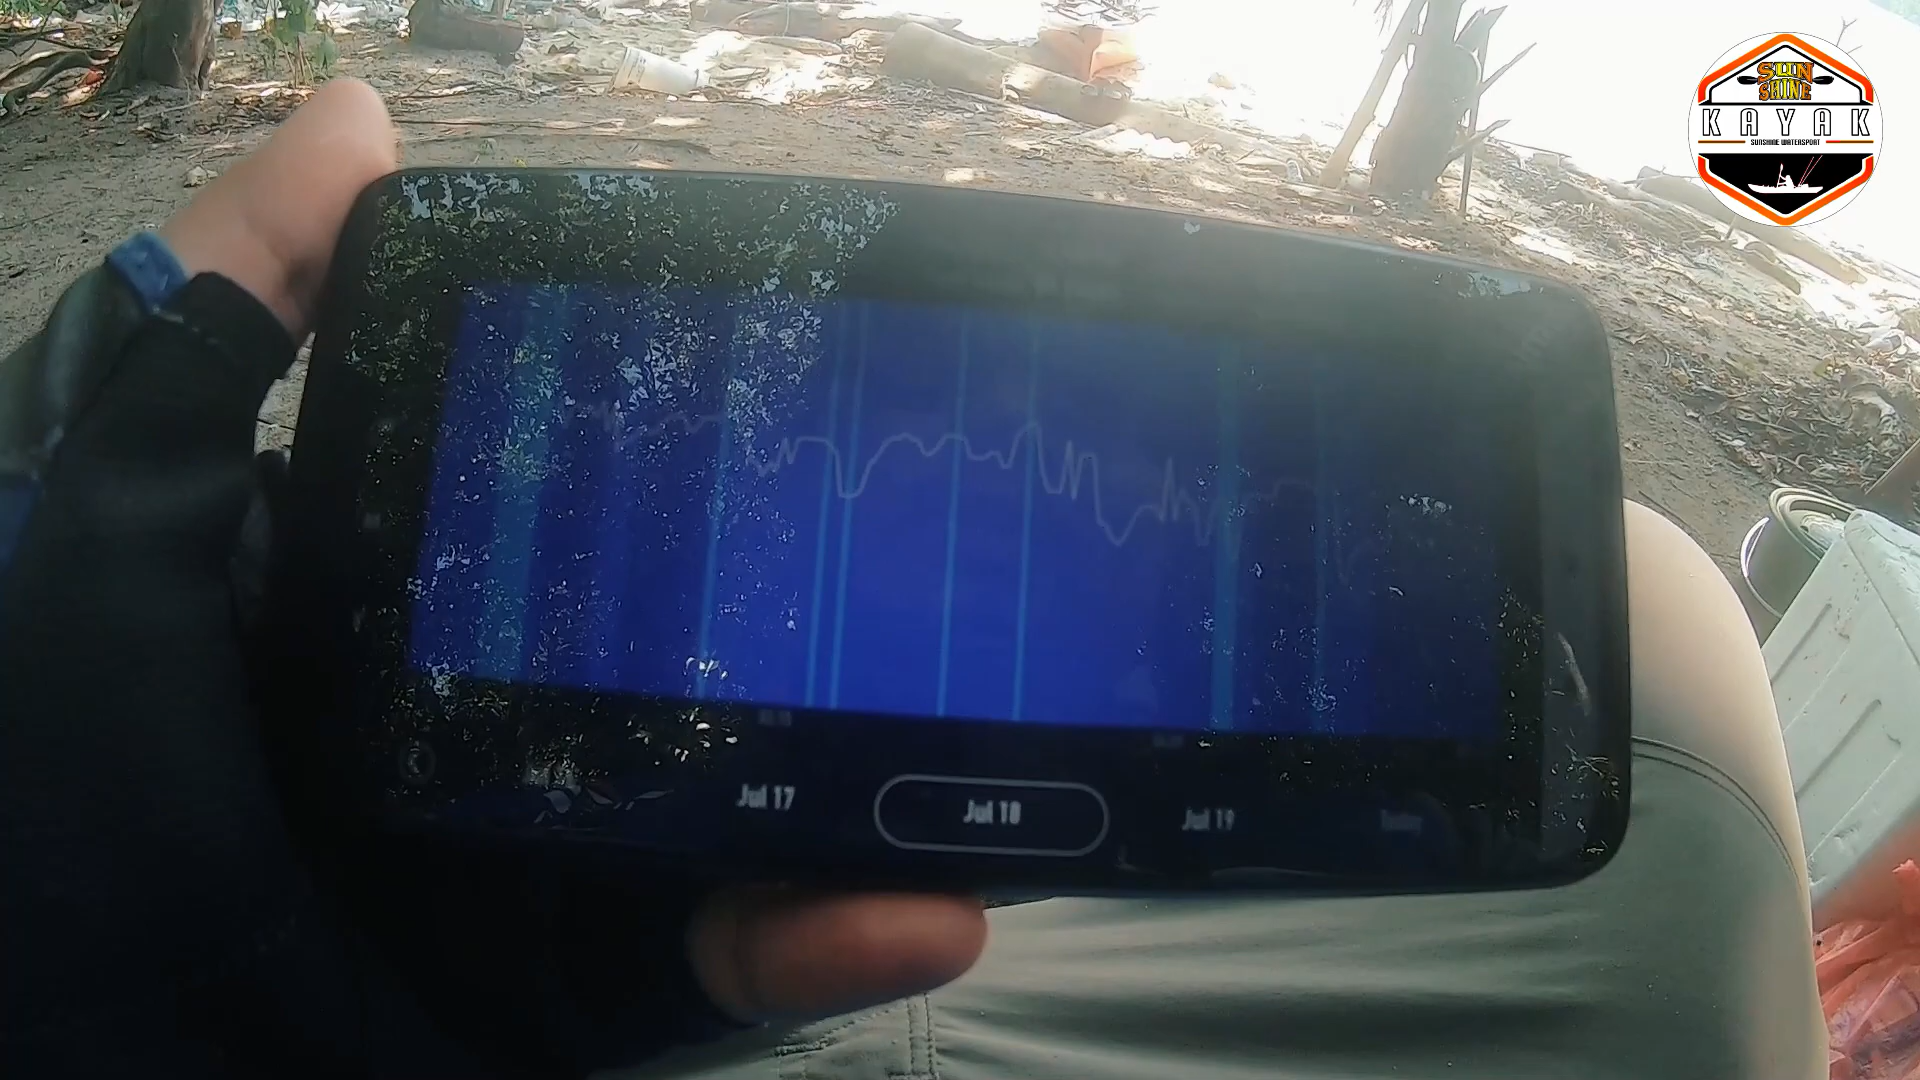 SUN
SHINE
KAYAK
SUNSHINE WATERSPORT
Jul 17
Jul 18
Jul 19
Today